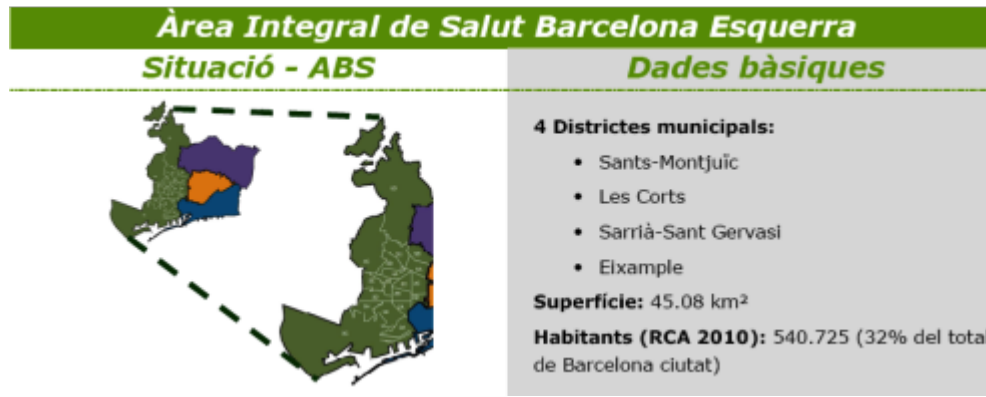 Àrea Integral de Salut Barcelona Esquerra
Situació - ABS
Dades bàsiques
4 Districtes municipals:
• Sants-Montjuïc
• Les Corts
• Sarrià-Sant Gervasi
• Eixample
Superfície: 45.08 km²
Habitants (RCA 2010): 540.725 (32% del total
de Barcelona ciutat)